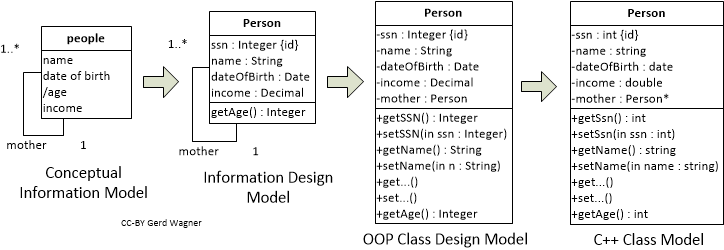 people
1..*
name
date of birth
/age
income
mother
1
Conceptual
Information Model
CC-BY Gerd Wagner
Person
1..*
ssn : Integer {id}
name : String
dateOfBirth : Date
income : Decimal
getAge() : Integer
mother
1
Information Design
Model
Person
-ssn : Integer {id}
-name : String
-dateOfBirth : Date
-income : Decimal
-mother : Person
+getSSN() : Integer
+setSSN(in ssn : Integer)
+getName() : String
+setName(in n : String)
+get...()
+set...()
+getAge() : Integer
OOP Class Design Model
Person
-ssn : int {id}
-name : string
-dateOfBirth : date
-income : double
-mother : Person*
+getSsn() : int
+setSsn(in ssn : int)
+getName() : string
+setName(in name : string)
+get...()
+set...()
+getAge() : int
C++ Class Model